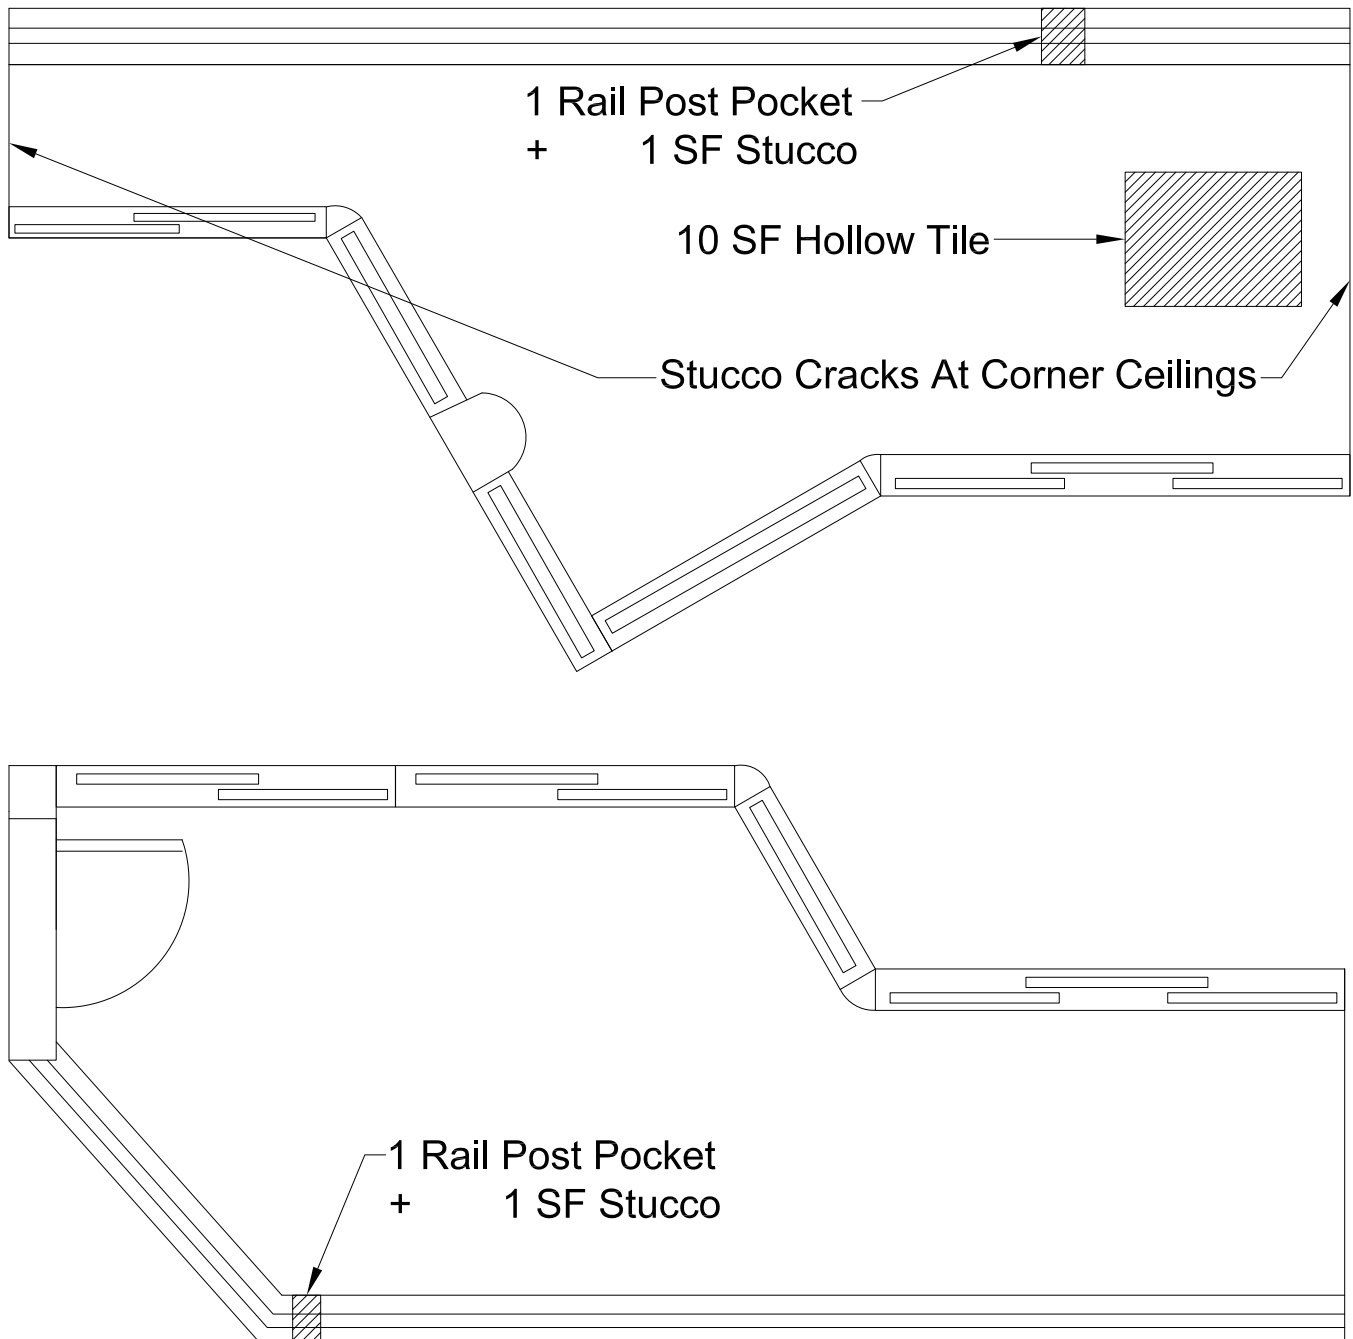 1 Rail Post Pocket
+ 1 SF Stucco
10 SF Hollow Tile
Stucco Cracks At Corner Ceilings
1 Rail Post Pocket
+ 1 SF Stucco